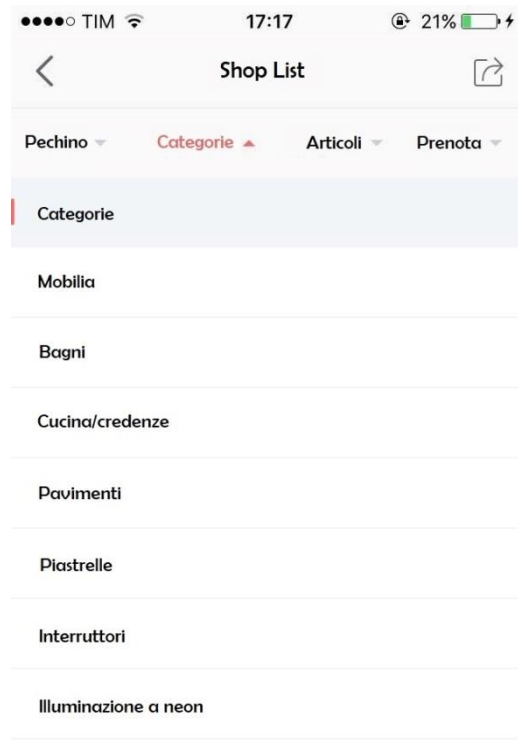 TIM 17:17 21%
Shop List
Pechino Categorie Articoli Prenota
Categorie
Mobilia
Bagni
Cucina/credenze
Pavimenti
Piastrelle
Interruttori
Illuminazione a neon